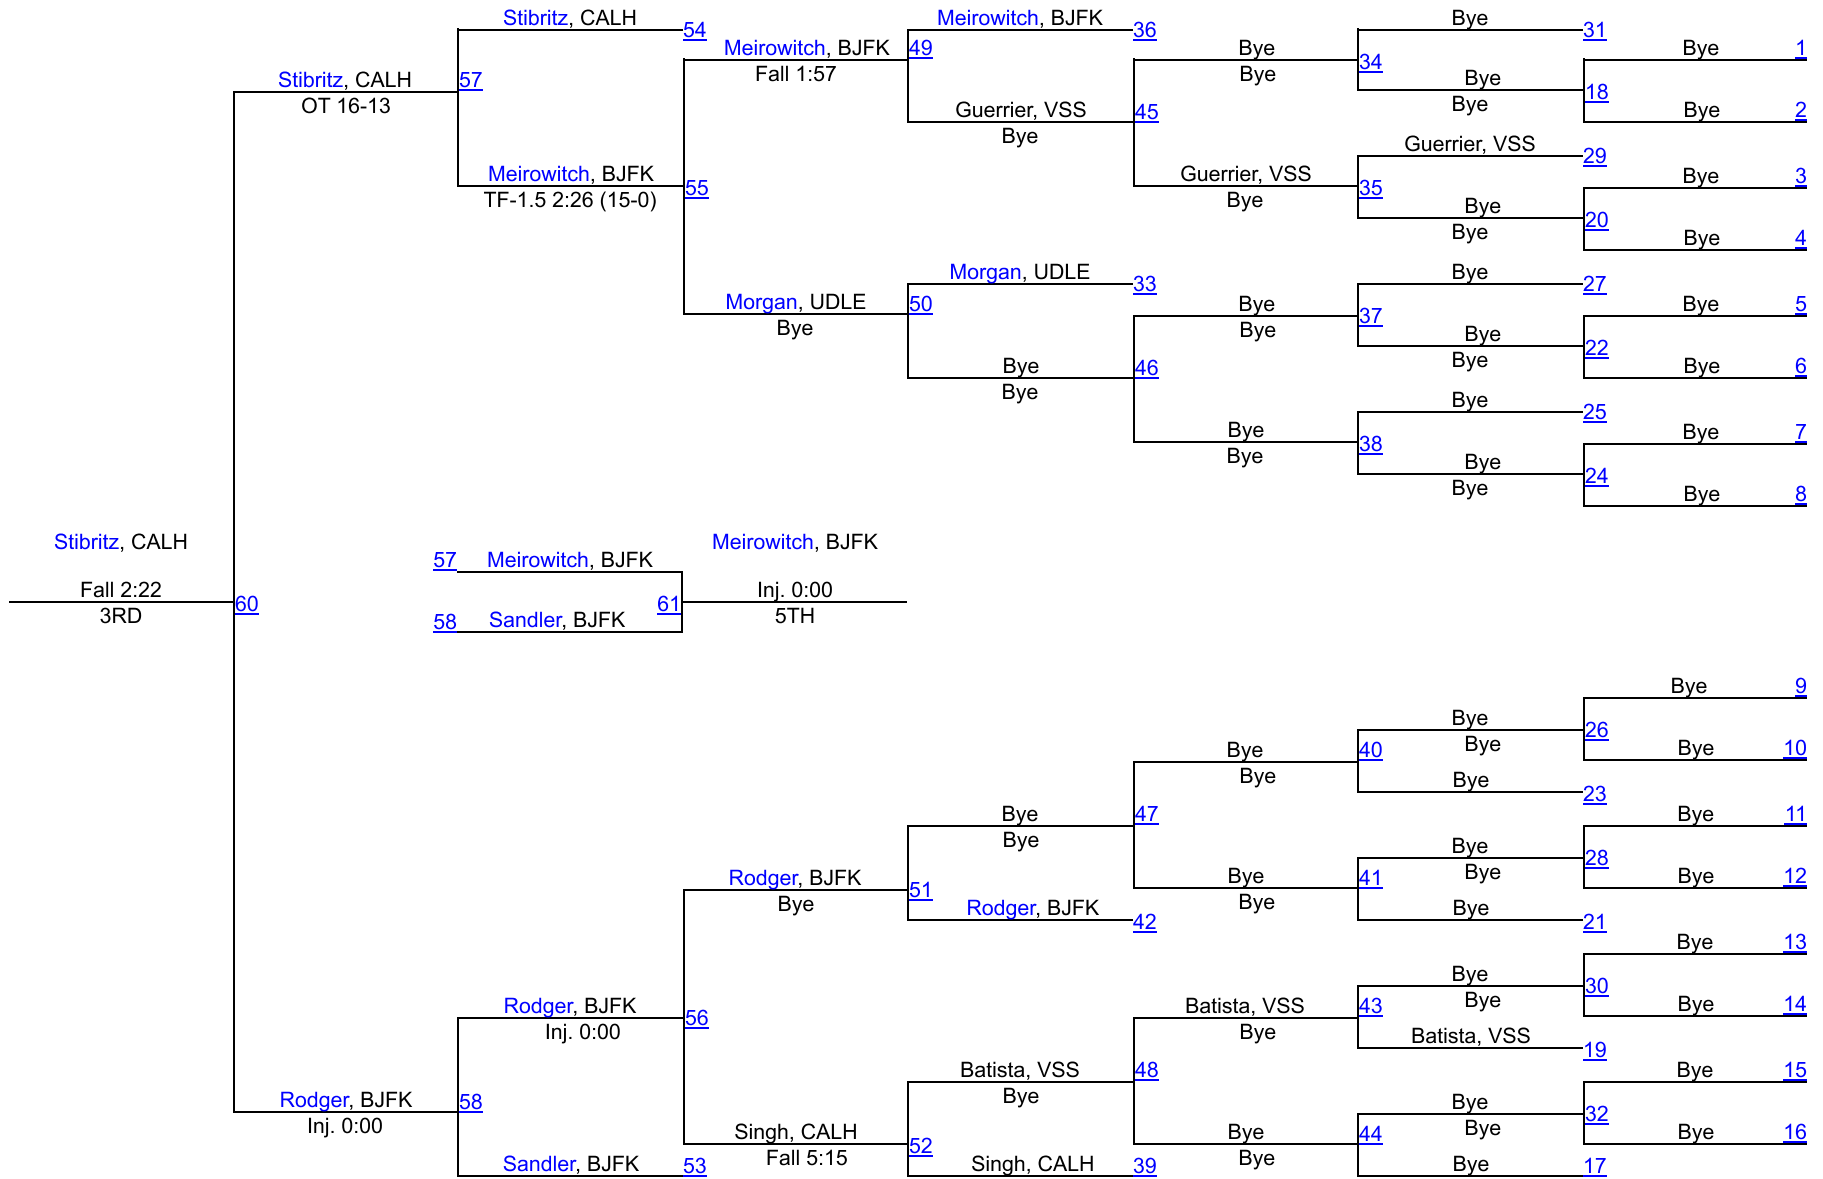 Stibritz, CALH
54
Meirowitch, BJFK
36
Bye
31
Meirowitch, BJFK
49
Fall 1:57
Bye
Bye
34
Bye
1
Stibritz, CALH
57
OT 16-13
Bye
Bye
18
Guerrier, VSS
45
Bye
Bye
2
Guerrier, VSS
29
Meirowitch, BJFK
55
TF-1.5 2:26 (15-0)
Guerrier, VSS
35
Bye
Bye
3
Bye
Bye
20
Bye
4
Morgan, UDLE
33
Bye
27
Morgan, UDLE
50
Bye
Bye
Bye
37
Bye
5
Bye
Bye
22
Bye
Bye
46
Bye
6
Bye
25
Bye
Bye
38
Bye
7
Bye
Bye
24
Bye
8
Stibritz, CALH
Fall 2:22
3RD
60
57
Meirowitch, BJFK
58
Sandler, BJFK
61
Meirowitch, BJFK
Inj. 0:00
5TH
Bye
9
Bye
Bye
26
Bye
Bye
40
Bye
10
Bye
23
Bye
Bye
47
Bye
11
Bye
Bye
28
Rodger, BJFK
51
Bye
Bye
Bye
41
Bye
12
Rodger, BJFK
42
Bye
21
Bye
13
Bye
Bye
30
Rodger, BJFK
56
Inj. 0:00
Batista, VSS
43
Bye
Bye
14
Batista, VSS
19
Batista, VSS
48
Bye
Bye
15
Rodger, BJFK
58
Inj. 0:00
Bye
Bye
32
Singh, CALH
52
Fall 5:15
Bye
Bye
44
Bye
16
Sandler, BJFK
53
Singh, CALH
39
Bye
17